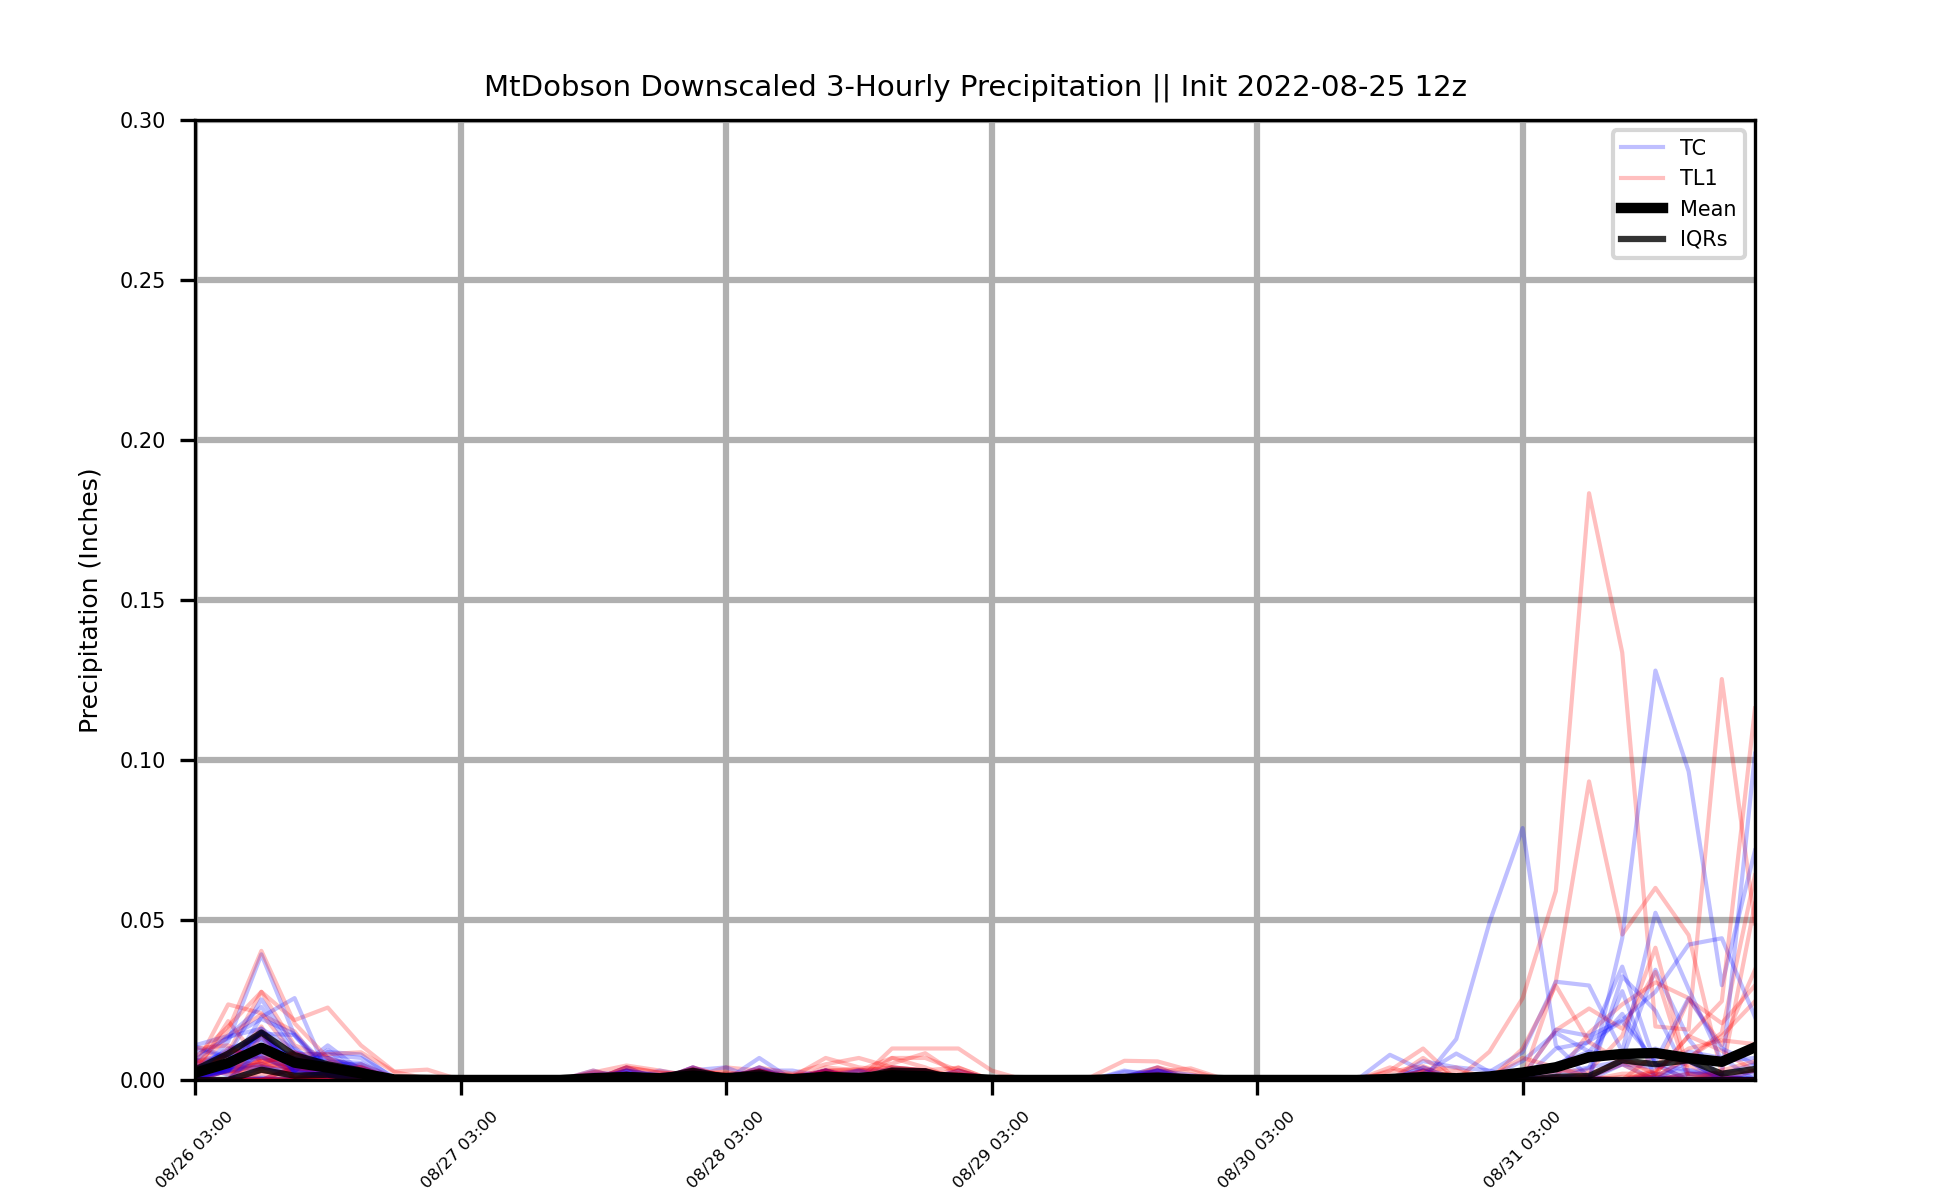 MtDobson Downscaled 3-Hourly Precipitation || Init 2022-08-25 12z
TC
TL1
Mean
IQRs
Precipitation (Inches)
0.30
0.25
0.20
0.15
0.10
0.05
0.00
08/26 03:00
08/27 03:00
08/28 03:00
08/29 03:00
08/30 03:00
08/31 03:00